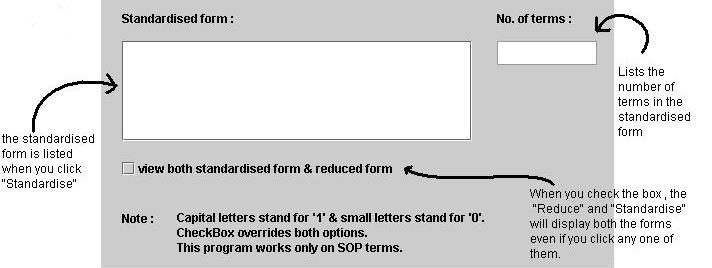 Standardised form :
No. of terms :
Lists the
number of
terms in the
standardised
form
the standardised
form is listed
when you click
"Standardise"
view both standardised form & reduced form
When you check the box , the
"Reduce" and "Standardise"
will display both the forms
even if you click any one of
them.
Note : Capital letters stand for '1' & small letters stand for '0'.
CheckBox overrides both options.
This program works only on SOP terms.